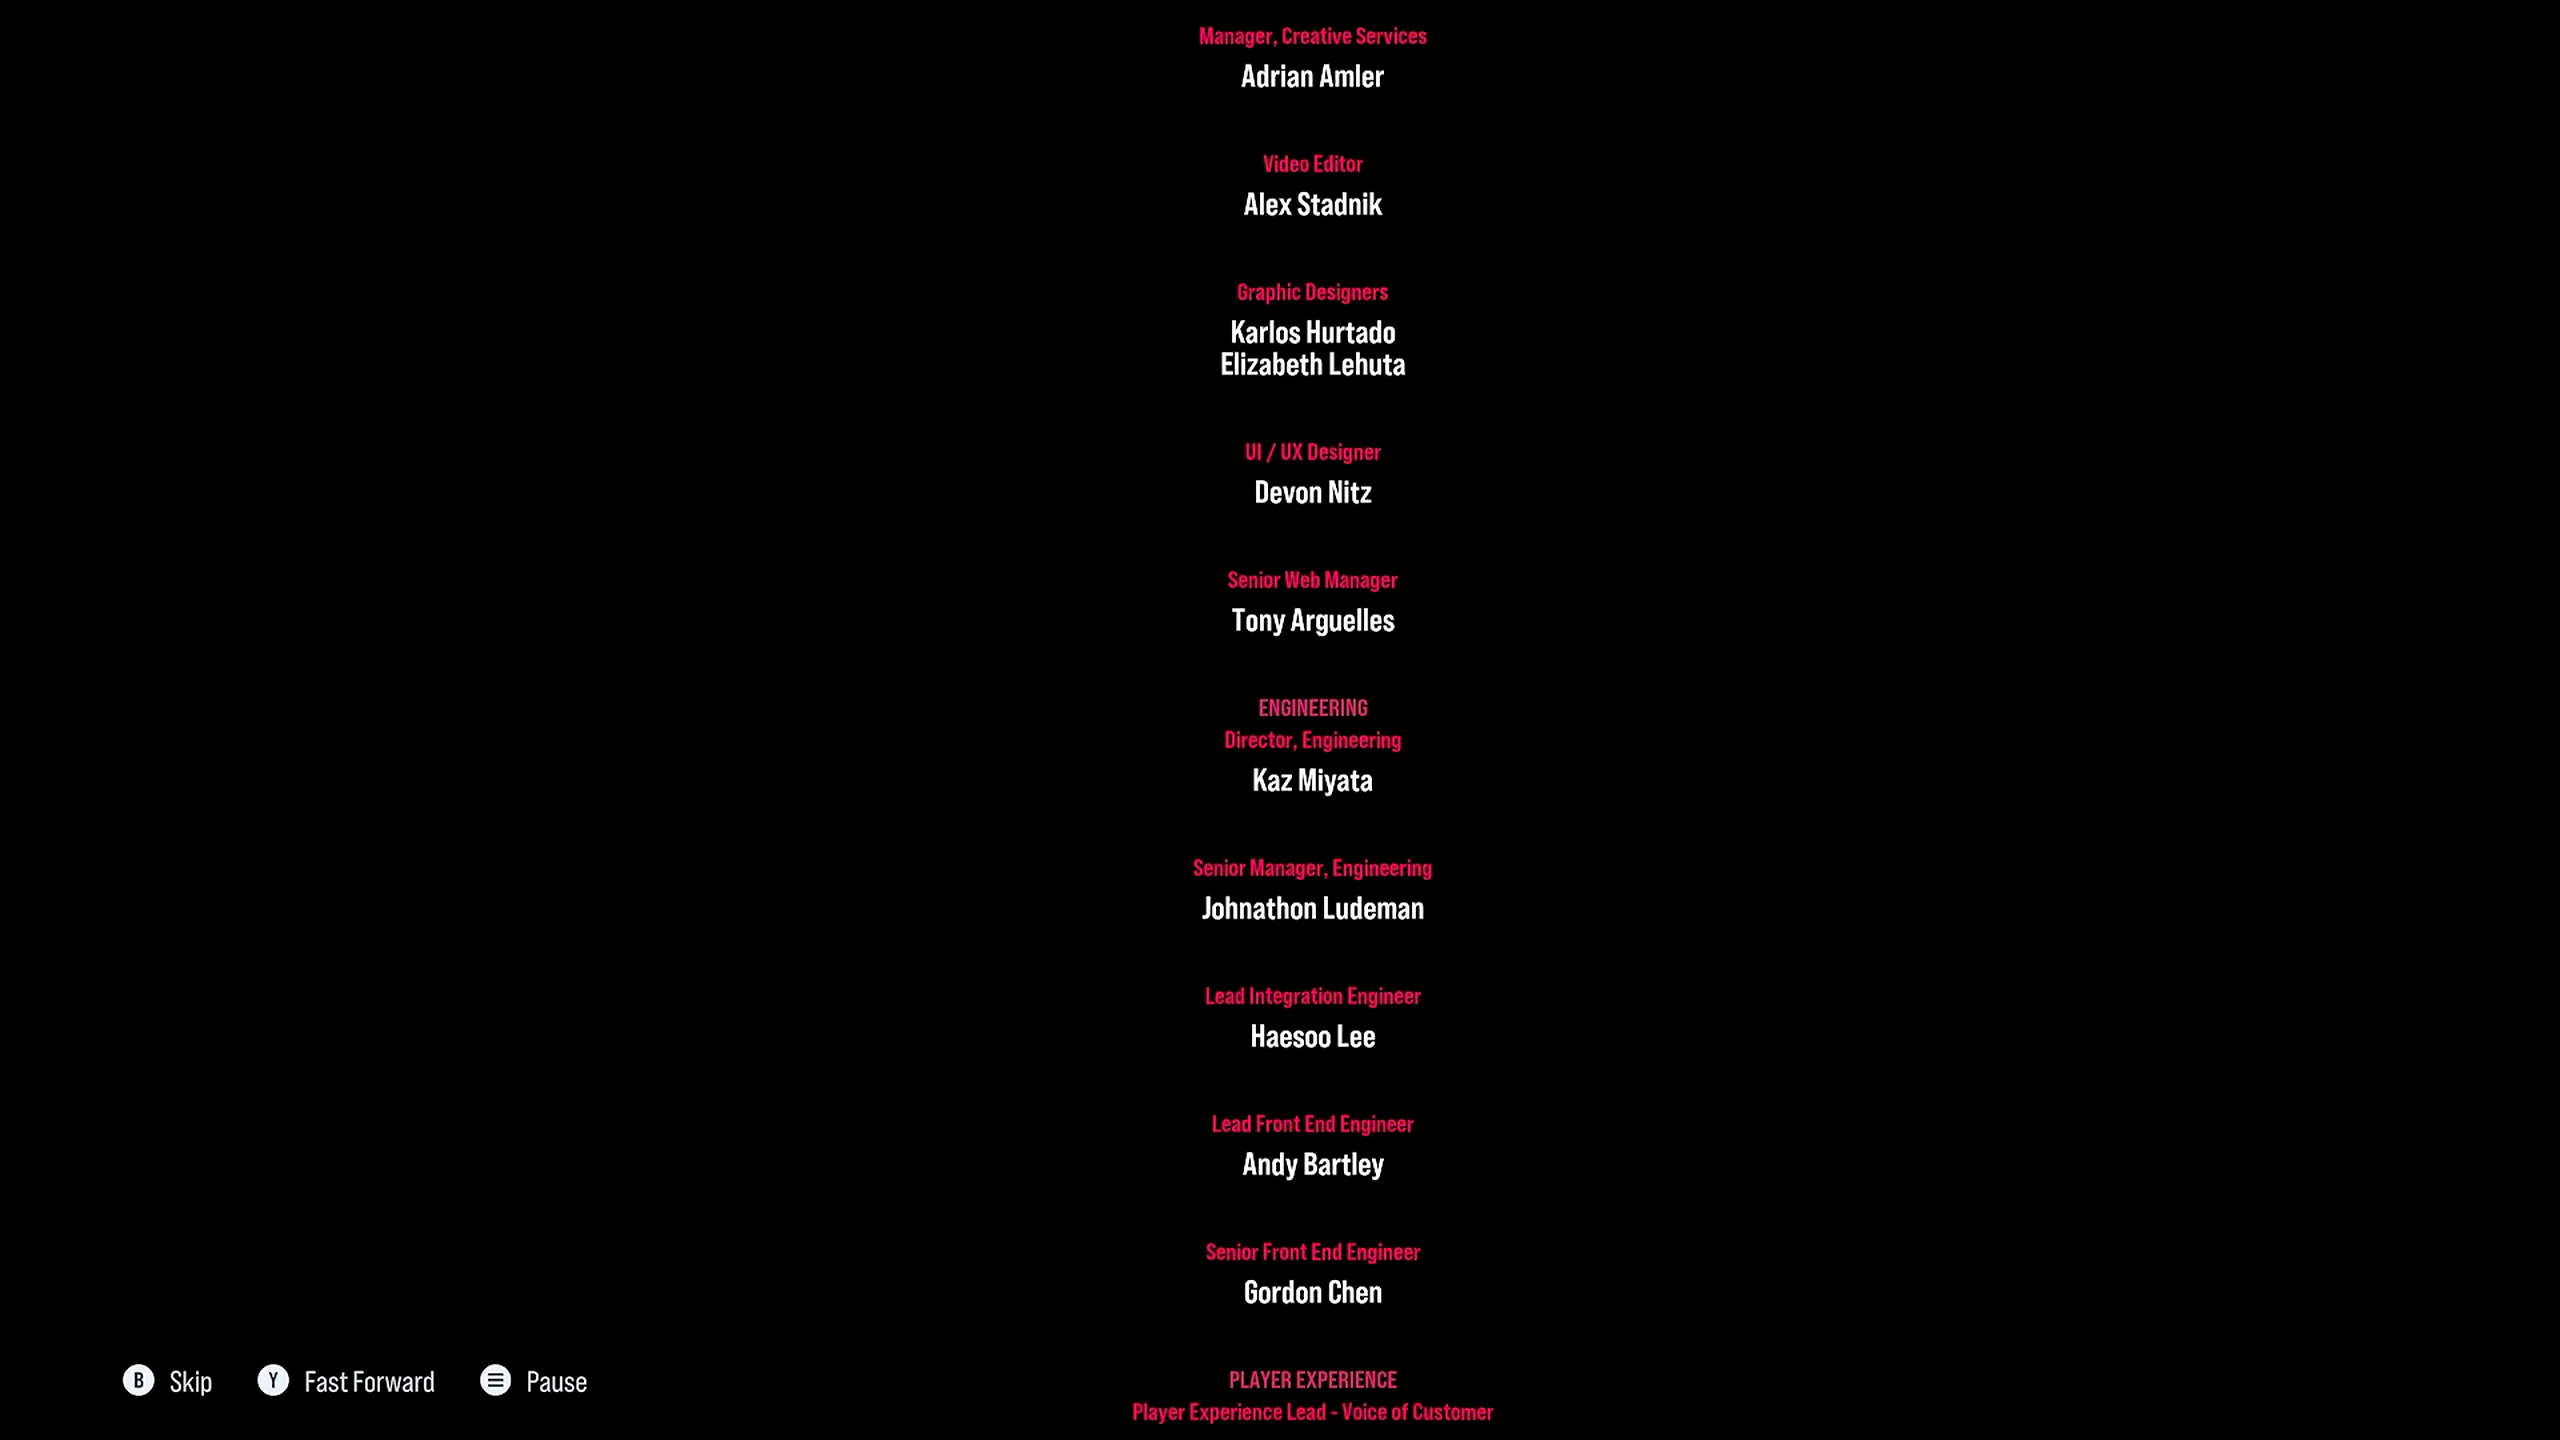 Manager, Creative Services
Adrian Amler
Video Editor
Alex Stadnik
Graphic Designers
Karlos Hurtado
Elizabeth Lehuta
UI / UX Designer
Devon Nitz
Senior Web Manager
Tony Arguelles
ENGINEERING
Director, Engineering
Kaz Miyata
Senior Manager, Engineering
Johnathon Ludeman
Lead Integration Engineer
Haesoo Lee
Lead Front End Engineer
Andy Bartley
Senior Front End Engineer
Gordon Chen
PLAYER EXPERIENCE
Player Experience Lead - Voice of Customer
B Skip Y Fast Forward Pause